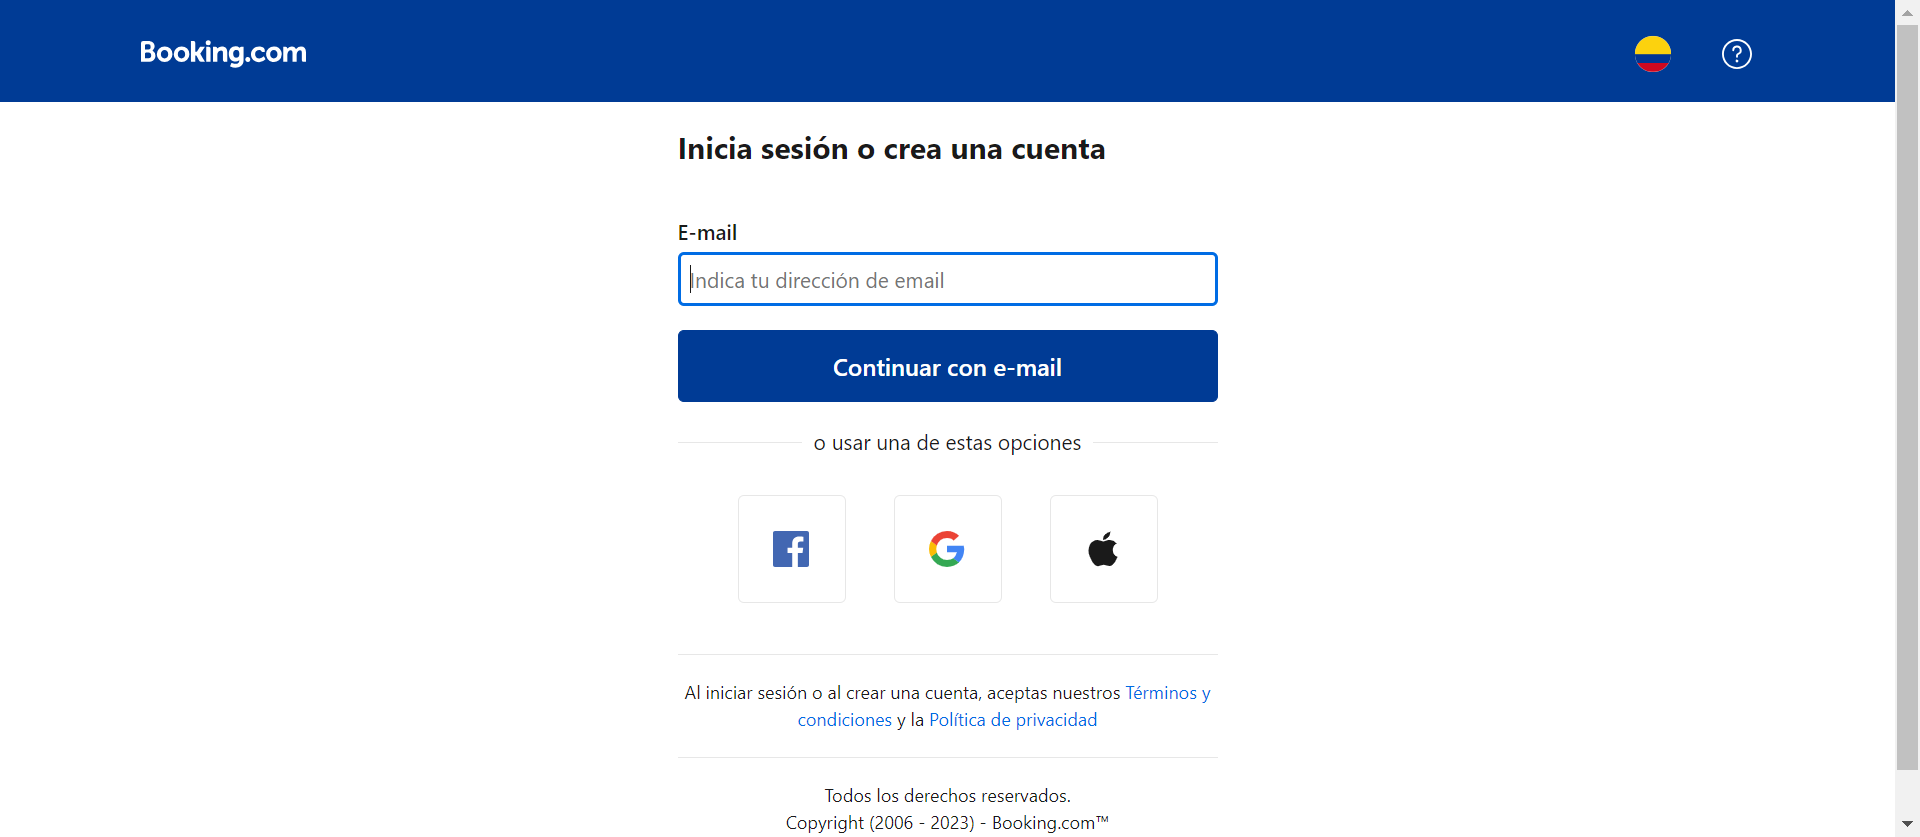 Booking.com
?
Inicia sesión o crea una cuenta
E-mail
Indica tu dirección de email
Continuar con e-mail
o usar una de estas opciones
Al iniciar sesión o al crear una cuenta, aceptas nuestros Términos y
condiciones y la Política de privacidad
Todos los derechos reservados.
Copyright (2006 - 2023) - Booking.com™